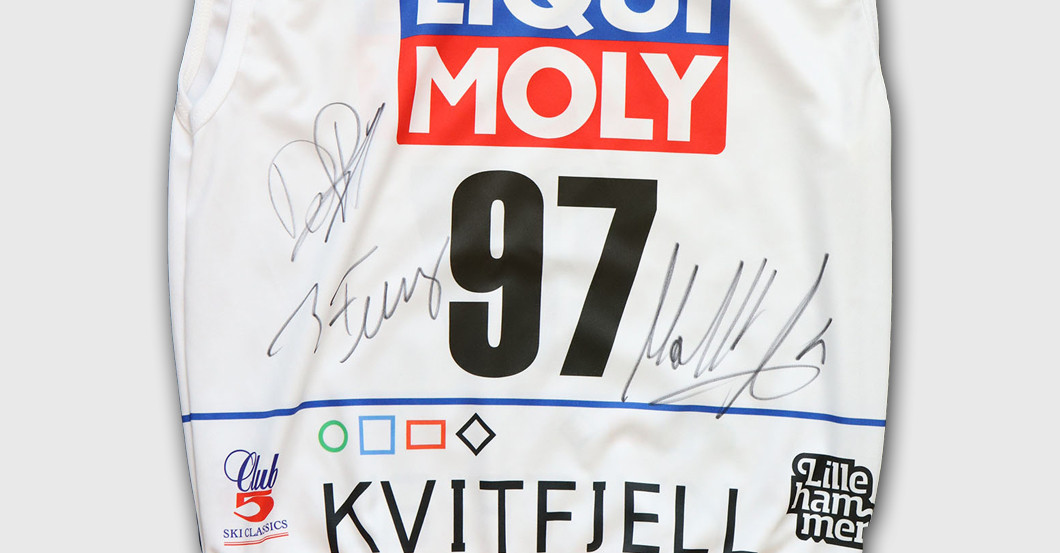 LIQUI
MOLY
97
Club
5
SKI CLASSICS
KVITFJELL
Lille
ham
mer